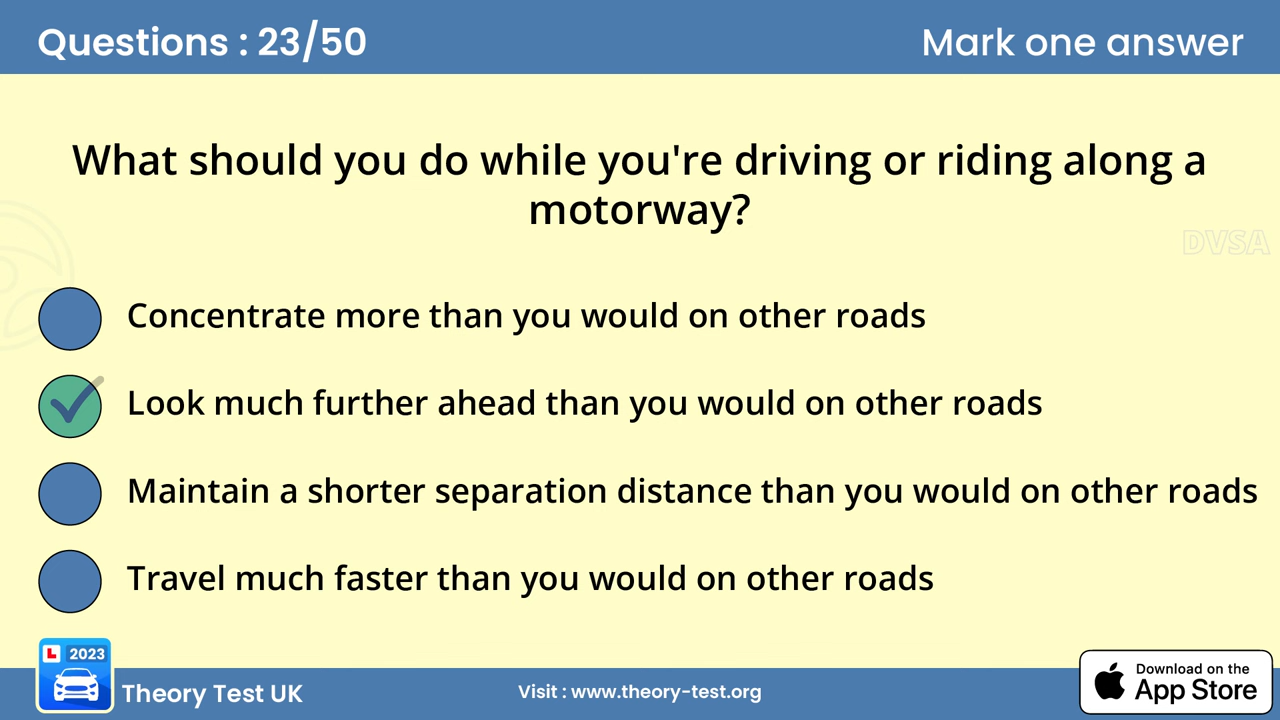 Questions : 23/50
Mark one answer
What should you do while you're driving or riding along a
motorway?
DVSA
Concentrate more than you would on other roads
Look much further ahead than you would on other roads
Maintain a shorter separation distance than you would on other roads
Travel much faster than you would on other roads
L 2023
Theory Test UK
Visit : www.theory-test.org
Download on the
App Store